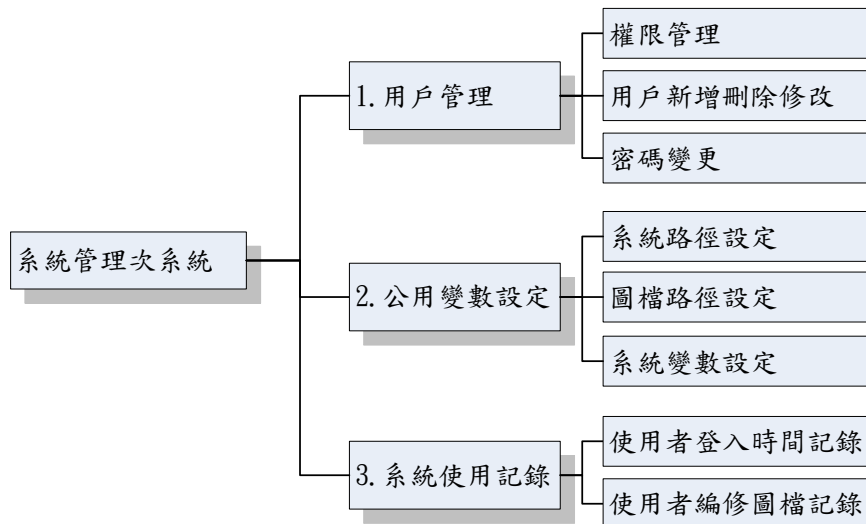 系統管理次系統
1.用戶管理
權限管理
用戶新增刪除修改
密碼變更
2.公用變數設定
系統路徑設定
圖檔路徑設定
系統變數設定
3.系統使用記錄
使用者登入時間記錄
使用者編修圖檔記錄